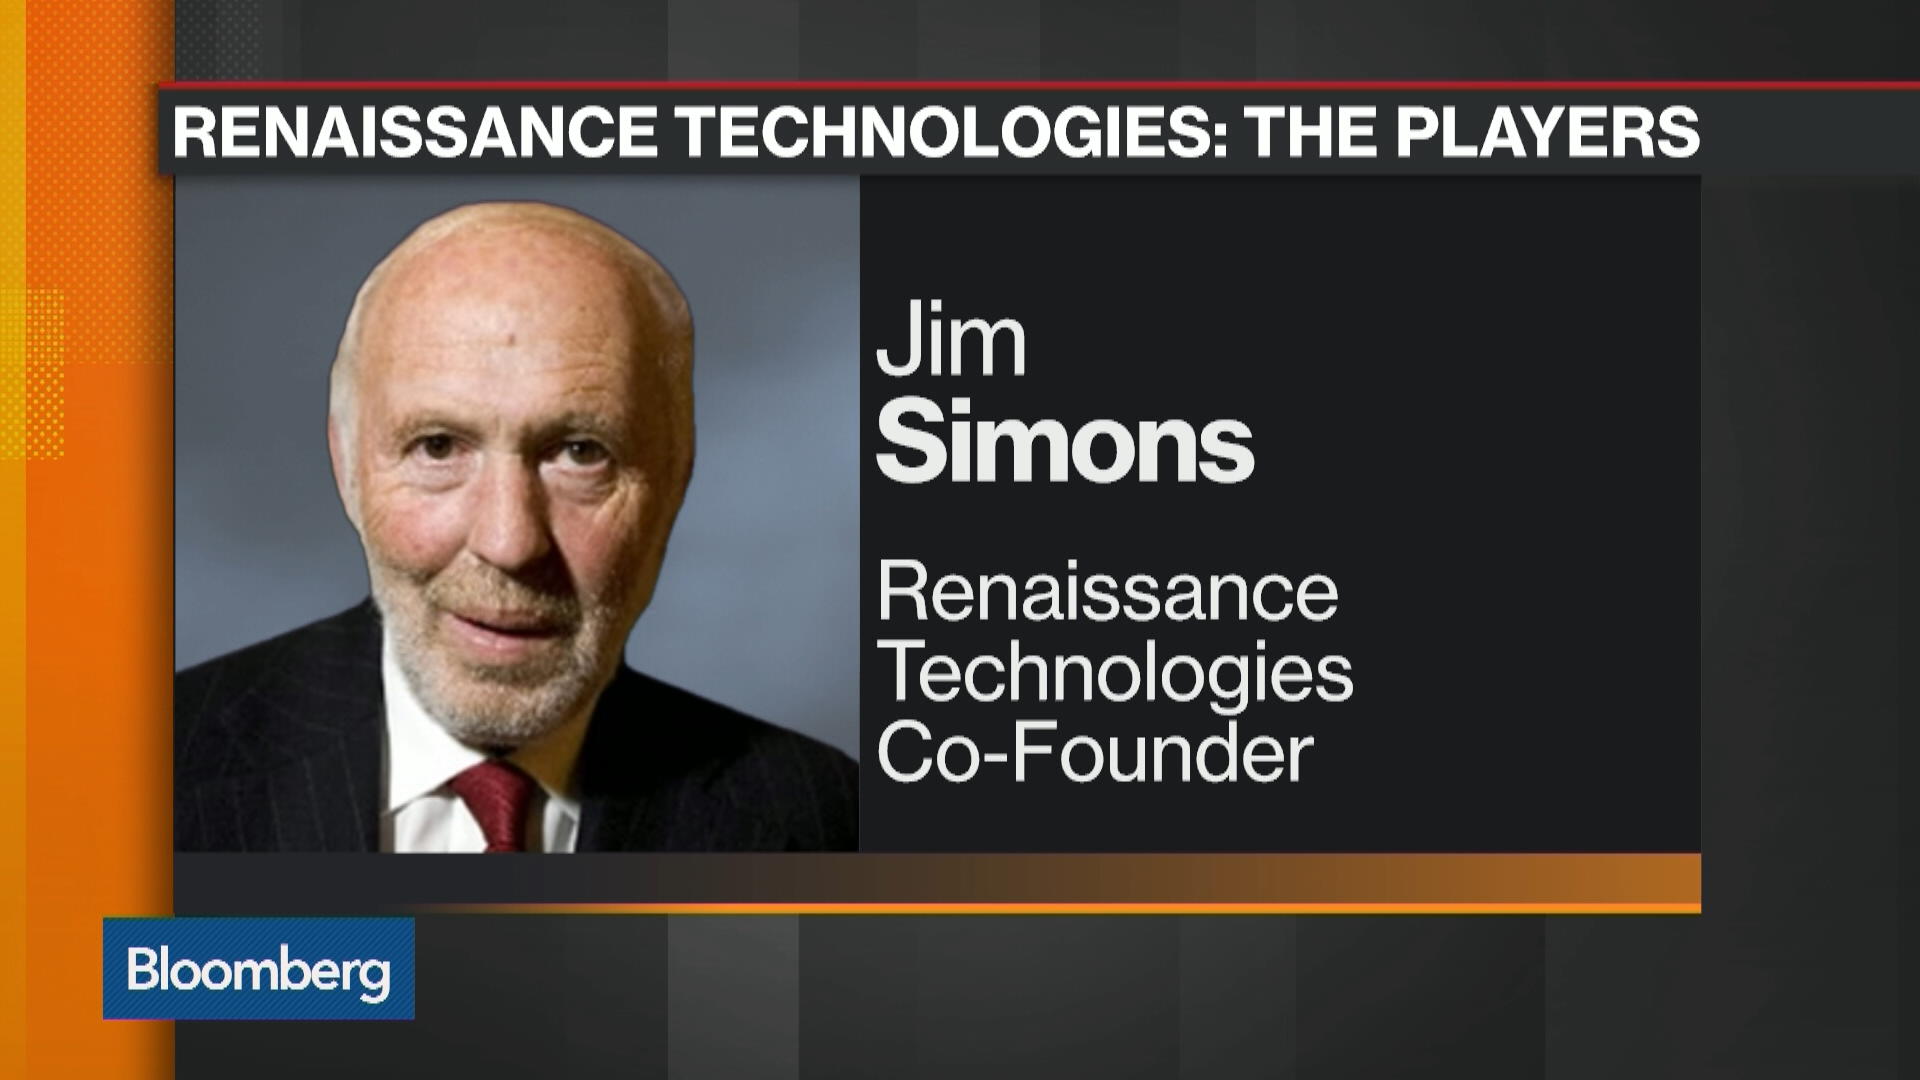 RENAISSANCE TECHNOLOGIES: THE PLAYERS
Jim
Simons
Renaissance
Technologies
Co-Founder
Bloomberg